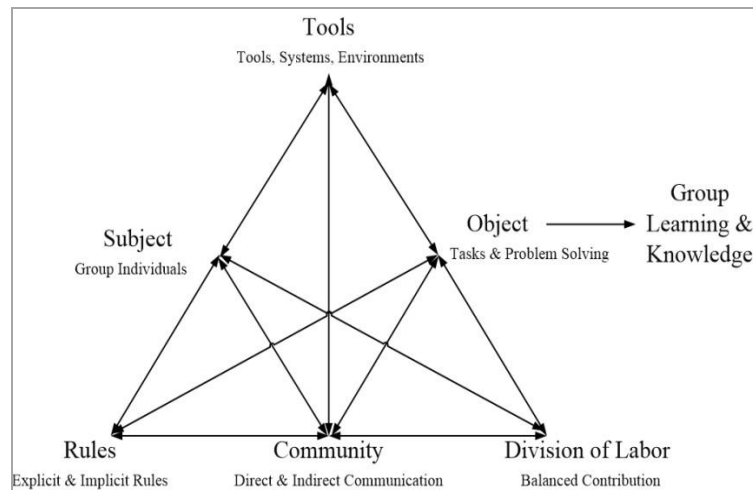 Tools
Tools, Systems, Environments
Subject
Group Individuals
Object
Tasks & Problem Solving
Group
Learning &
Knowledge
Rules
Explicit & Implicit Rules
Community
Direct & Indirect Communication
Division of Labor
Balanced Contribution